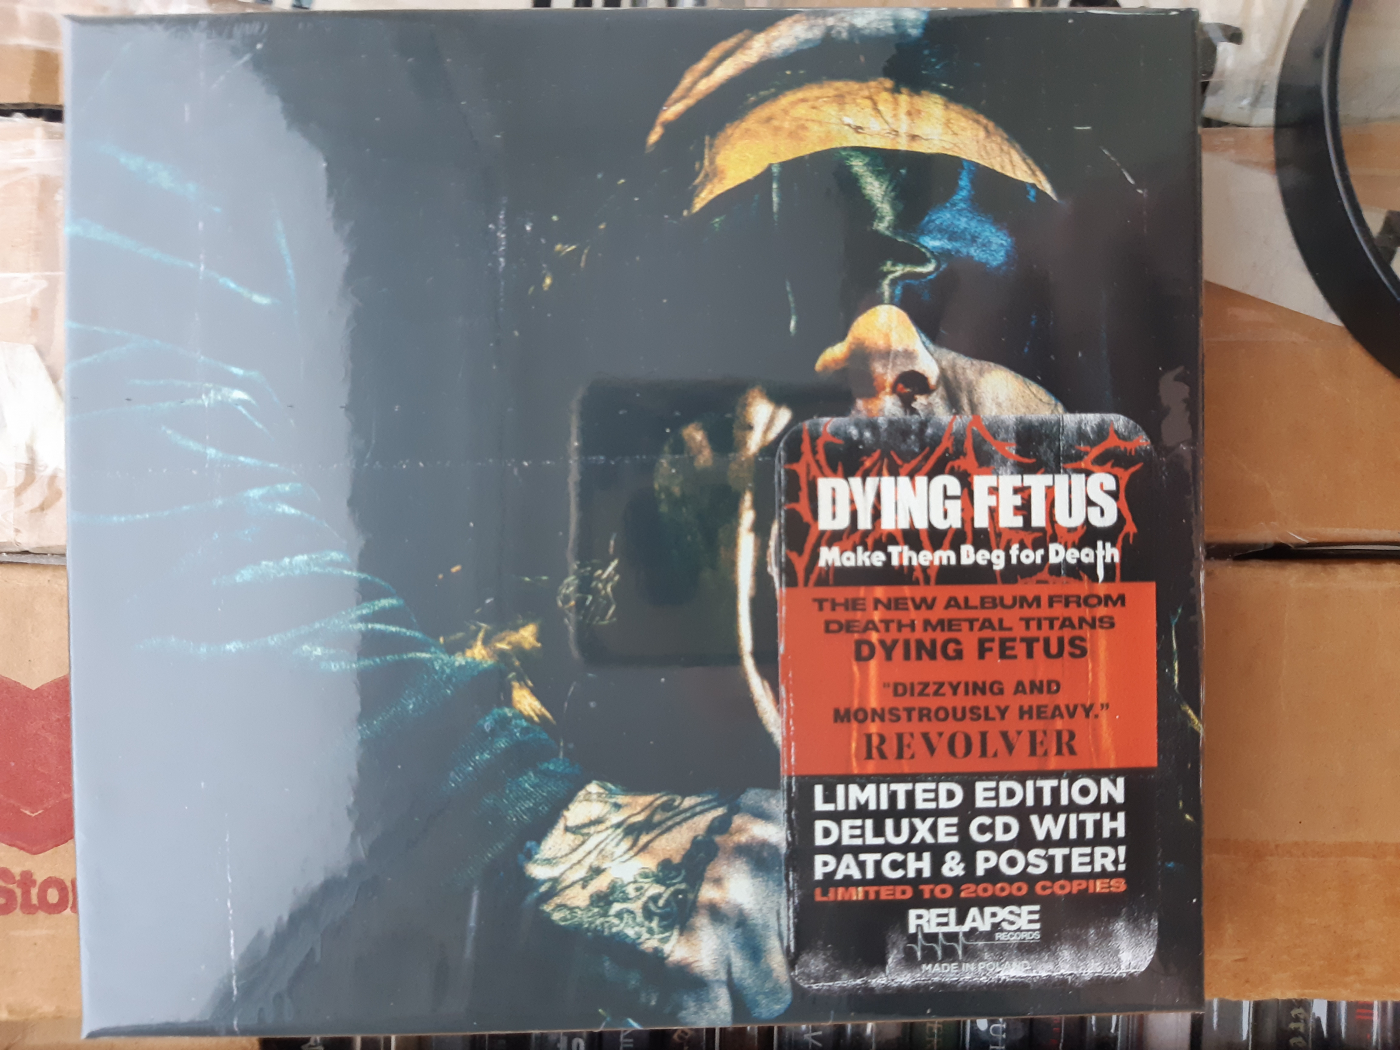 DYING FETUS
Make Them Beg for Death
THE NEW ALBUM FROM
DEATH METAL TITANS
DYING FETUS
"DIZZYING AND
MONSTROUSLY HEAVY."
REVOLVER
LIMITED EDITION
DELUXE CD WITH
PATCH & POSTER!
LIMITED TO 2000 COPIES
RELAPSE
RECORDS
MADE IN POLAND
Stor